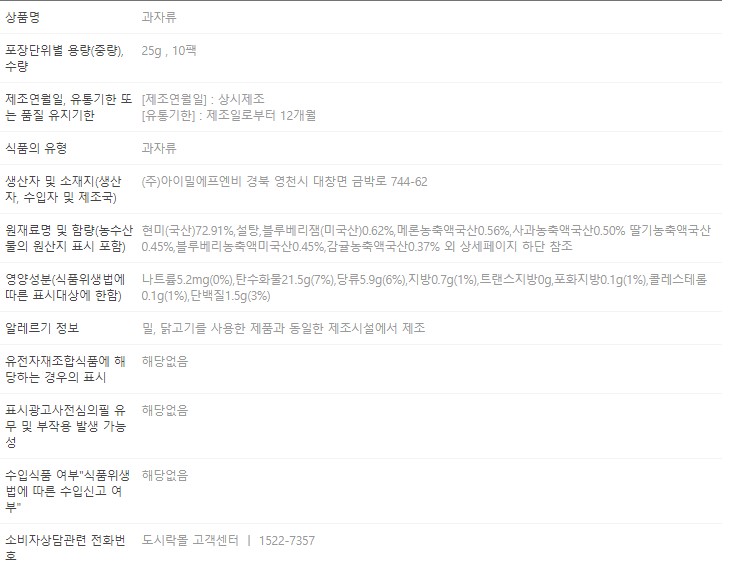 상품명 과자류
포장단위별 용량(중량), 수량 25g , 10팩
제조연월일, 유통기한 또는 품질 유지기한 [제조연월일] : 상시제조
[유통기한] : 제조일로부터 12개월
식품의 유형 과자류
생산자 및 소재지(생산자, 수입자 및 제조국) (주)아이밀에프엔비 경북 영천시 대창면 금박로 744-62
원재료명 및 함량(농수산물의 원산지 표시 포함) 현미(국산)72.91%,설탕,블루베리잼(미국산)0.62%,메론농축액국산0.56%,사과농축액국산0.50% 딸기농축액국산
0.45%,블루베리농축액미국산0.45%,감귤농축액국산0.37% 외 상세페이지 하단 참조
영양성분(식품위생법에 따른 표시대상에 한함) 나트륨5.2mg(0%),탄수화물21.5g(7%),당류5.9g(6%),지방0.7g(1%),트랜스지방0g,포화지방0.1g(1%),콜레스테롤
0.1g(1%),단백질1.5g(3%)
알레르기 정보 밀, 닭고기를 사용한 제품과 동일한 제조시설에서 제조
유전자재조합식품에 해당하는 경우의 표시 해당없음
표시광고사전심의필 유무 및 부작용 발생 가능성 해당없음
수입식품 여부"식품위생법에 따른 수입신고 여부" 해당없음
소비자상담관련 전화번호 도시락몰 고객센터 | 1522-7357